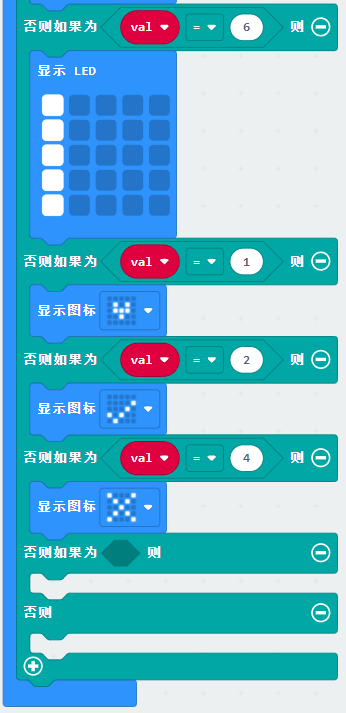 否则如果为 val = 6 则
显示 LED
否则如果为 val = 1 则
显示图标
否则如果为 val = 2 则
显示图标
否则如果为 val = 4 则
显示图标
否则如果为 则
否则